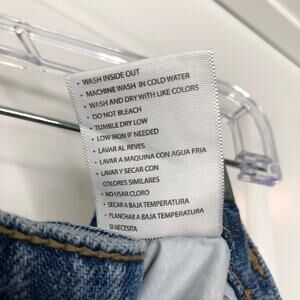 • WASH INSIDE OUT
• MACHINE WASH IN COLD WATER
• WASH AND DRY WITH LIKE COLORS
• DO NOT BLEACH
• TUMBLE DRY LOW
• LOW IRON IF NEEDED
• LAVAR AL REVES
• LAVAR A MAQUINA CON AGUA FRIA
• LAVAR Y SECAR CON
COLORES SIMILARES
• NO USAR CLORO
• SECAR A BAJA TEMPERATURA
• PLANCHAR A BAJA TEMPERATURA
SI NECESITA